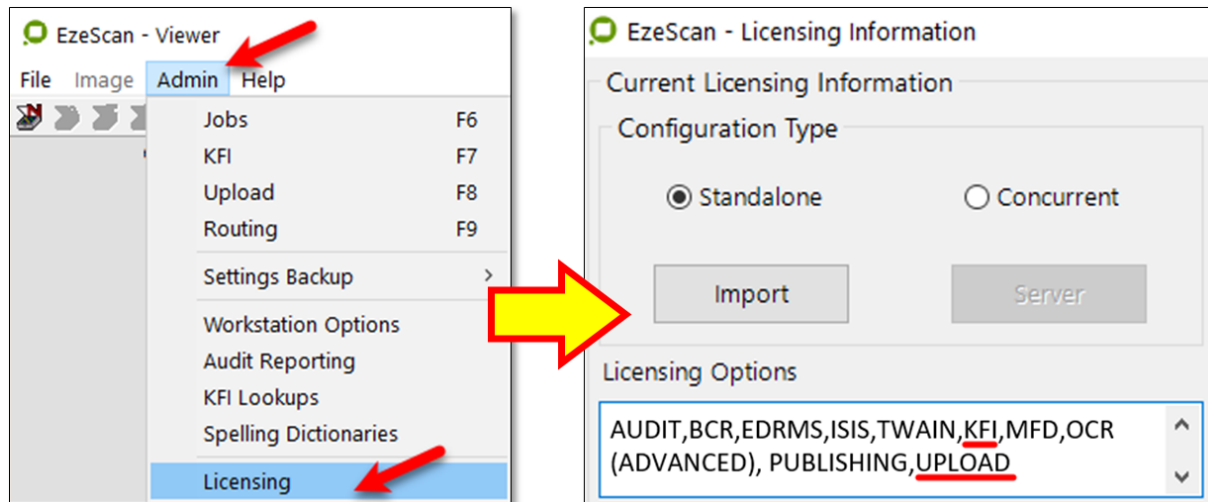 EzeScan - Viewer
File Image Admin Help
Jobs F6
KFI F7
Upload F8
Routing F9
Settings Backup >
Workstation Options
Audit Reporting
KFI Lookups
Spelling Dictionaries
Licensing
EzeScan - Licensing Information
Current Licensing Information
Configuration Type
Standalone Concurrent
Import Server
Licensing Options
AUDIT,BCR,EDRMS,ISIS,TWAIN,KFI,MFD,OCR
(ADVANCED), PUBLISHING,UPLOAD